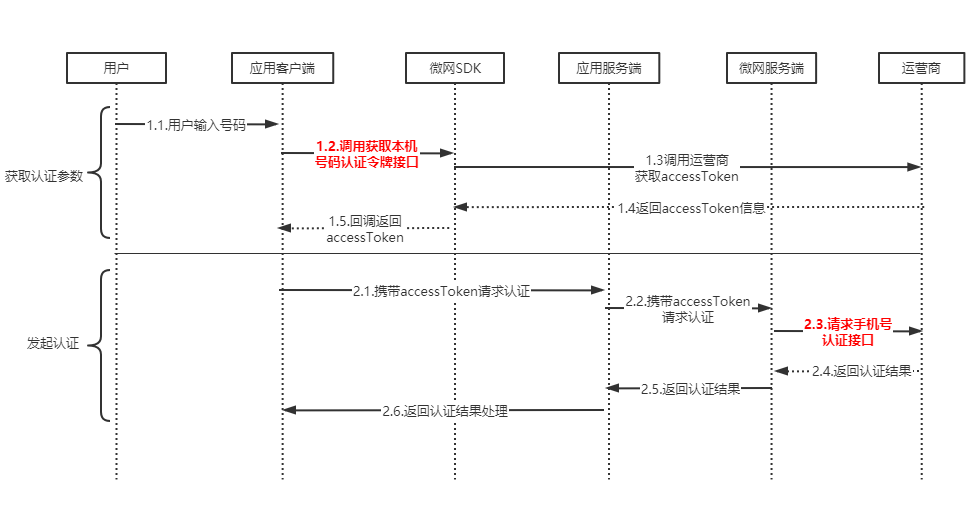 用户
应用客户端
微网SDK
应用服务端
微网服务端
运营商
获取认证参数
1.1.用户输入号码
1.2.调用获取本机
号码认证令牌接口
1.3调用运营商
获取accessToken
1.4返回accessToken信息
1.5.回调返回
accessToken
发起认证
2.1.携带accessToken请求认证
2.2.携带accessToken
请求认证
2.3.请求手机号
认证接口
2.4.返回认证结果
2.5.返回认证结果
2.6.返回认证结果处理